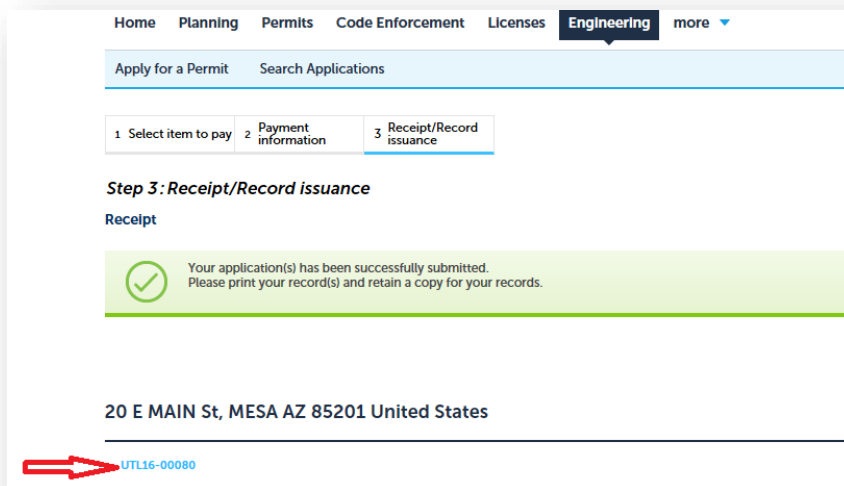 Home Planning Permits Code Enforcement Licenses Engineering more
Apply for a Permit Search Applications
1 Select item to pay 2 Payment information 3 Receipt/Record issuance
Step 3: Receipt/Record issuance
Receipt
Your application(s) has been successfully submitted.
Please print your record(s) and retain a copy for your records.
20 E MAIN St, MESA AZ 85201 United States
UTL16-00080